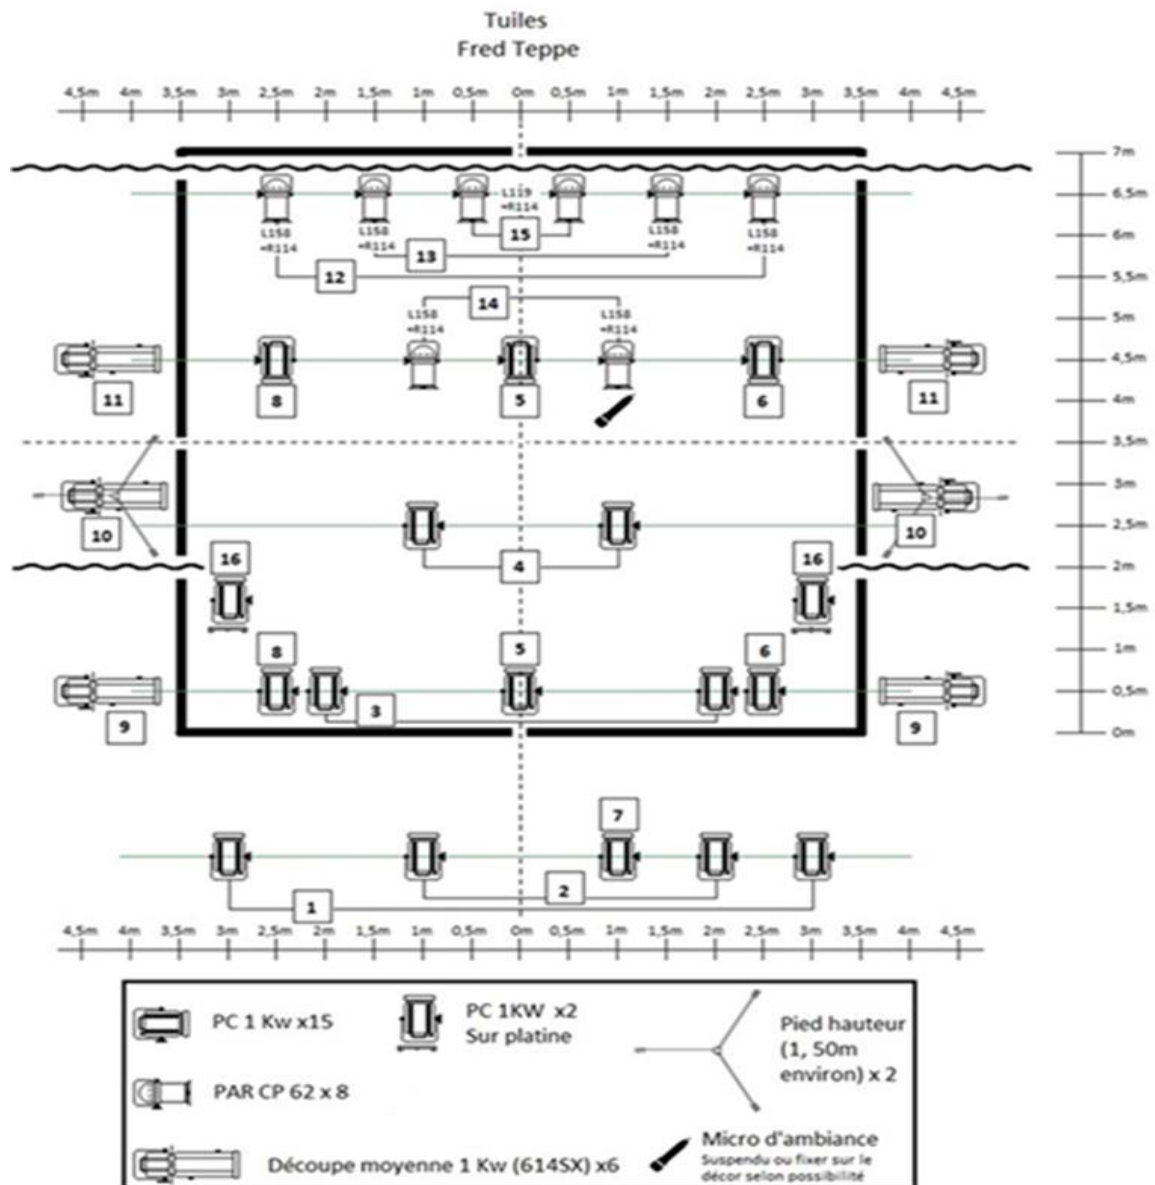 Tuiles
Fred Teppe
4,5m 4m 3,5m 3m 2,5m 2m 1,5m 1m 0,5m 0m 0,5m 1m 1,5m 2m 2,5m 3m 3,5m 4m 4,5m
7m
L119
+R114
6,5m
15
L158 L158 L158 L158
+R114 +R114 +R114 +R114
6m
13
12
5,5m
14
5m
L158 L158
+R114 +R114
4,5m
11 8 5 6 11
4m
3,5m
3m
10 10
2,5m
16 4 16
2m
1,5m
8 5 6
1m
0,5m
3
9 9
0m
7
2
1
4,5m 4m 3,5m 3m 2,5m 2m 1,5m 1m 0,5m 0m 0,5m 1m 1,5m 2m 2,5m 3m 3,5m 4m 4,5m
PC 1 Kw x15
PC 1KW x2
Sur platine
Pied hauteur
(1, 50m
environ) x 2
PAR CP 62 x 8
Découpe moyenne 1 Kw (614SX) x6
Micro d'ambiance
Suspendu ou fixer sur le
décor selon possibilité